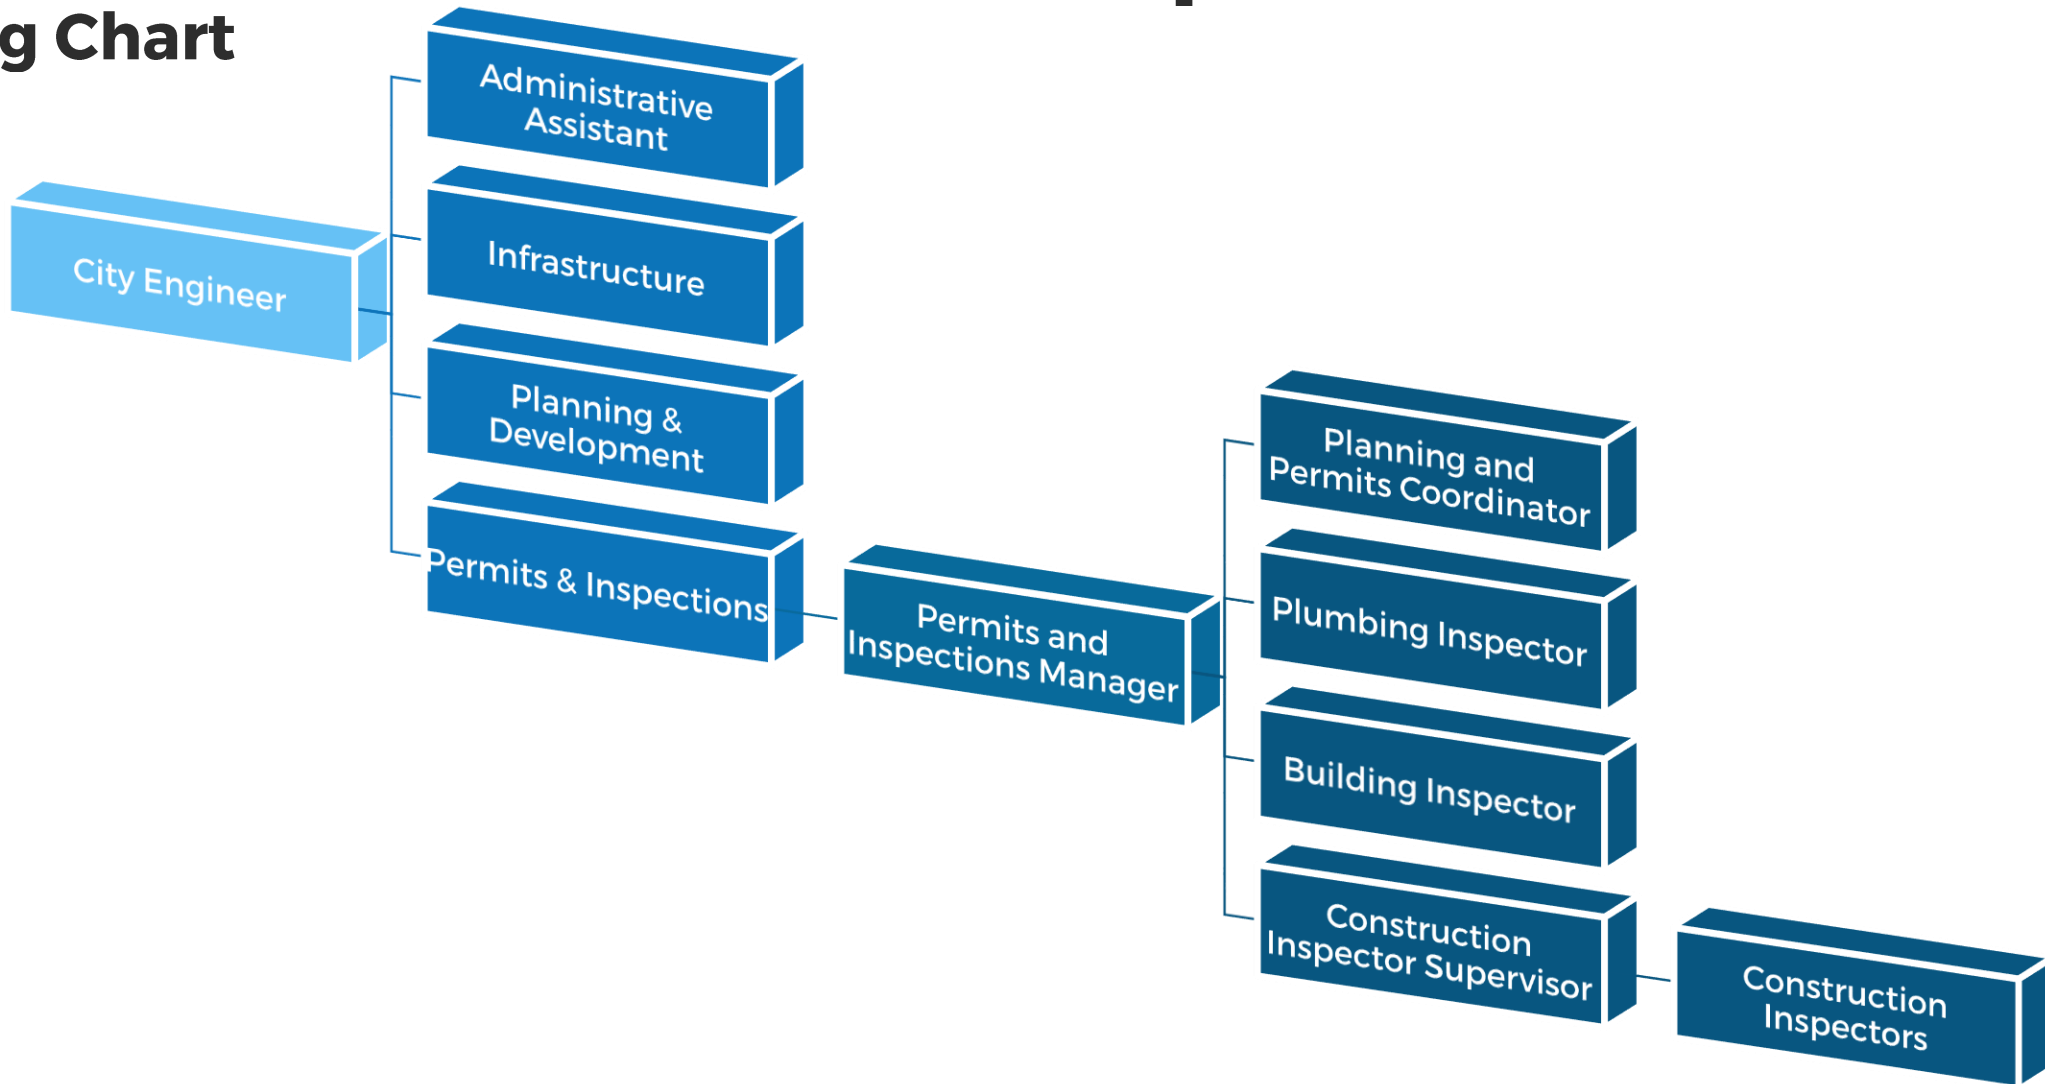 g Chart
Administrative
Assistant
City Engineer
Infrastructure
Planning &
Development
Permits & Inspections
Permits and
Inspections Manager
Planning and
Permits Coordinator
Plumbing Inspector
Building Inspector
Construction
Inspector Supervisor
Construction
Inspectors